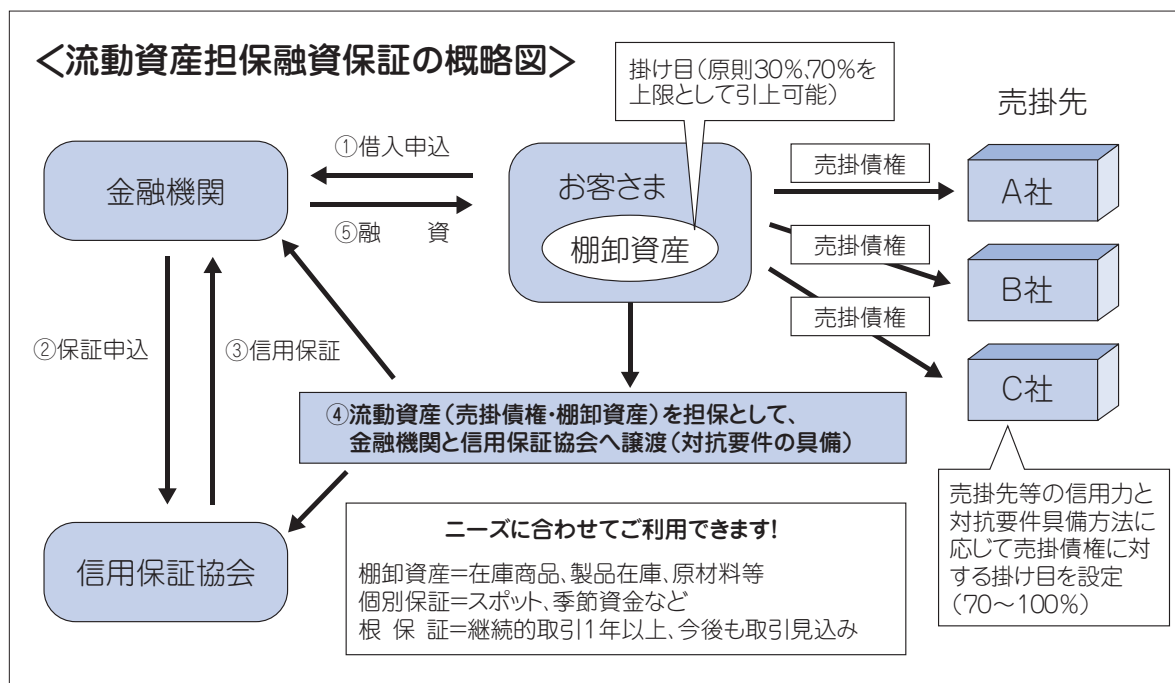 ＜流動資産担保融資保証の概略図＞
掛け目（原則30％、70％を
上限として引上可能）
売掛先
金融機関
①借入申込
⑤融　　資
お客さま
棚卸資産
売掛債権
A社
売掛債権
B社
売掛債権
C社
②保証申込
③信用保証
④流動資産（売掛債権・棚卸資産）を担保として、
金融機関と信用保証協会へ譲渡（対抗要件の具備）
信用保証協会
ニーズに合わせてご利用できます！
棚卸資産＝在庫商品、製品在庫、原材料等
個別保証＝スポット、季節資金など
根 保 証＝継続的取引1年以上、今後も取引見込み
売掛先等の信用力と
対抗要件具備方法に
応じて売掛債権に対
する掛け目を設定
（70～100％）